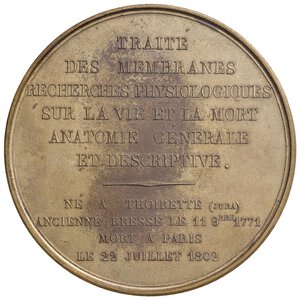 TRAITÉ
DES MEMBRANES
RECHERCHES PHYSIOLOGIQUES
SUR LA VIE ET LA MORT
ANATOMIE GÉNÉRALE
ET DESCRIPTIVE.
NÉ A THOIRETTE (JURA)
ANCIENNE BRESSE LE 11 9BRE 1771
MORT À PARIS
LE 22 JUILLET 1802